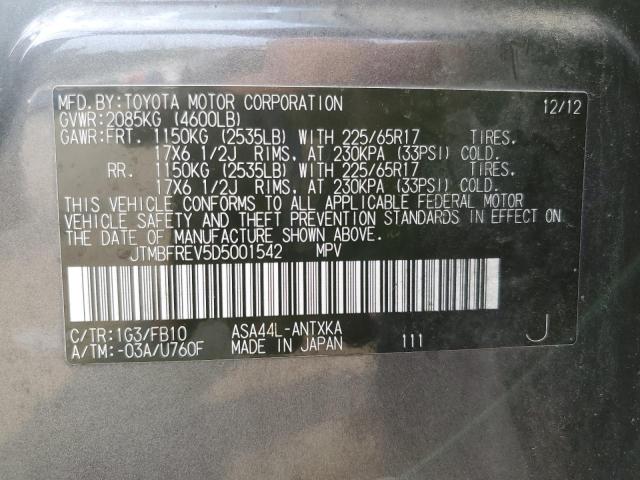 MFD.BY:TOYOTA MOTOR CORPORATION 12/12
GVWR:2085KG (4600LB)
GAWR:FRT. 1150KG (2535LB) WITH 225/65R17 TIRES.
17X6 1/2J RIMS. AT 230KPA (33PSI) COLD.
RR. 1150KG (2535LB) WITH 225/65R17 TIRES.
17X6 1/2J RIMS. AT 230KPA (33PSI) COLD.
THIS VEHICLE CONFORMS TO ALL APPLICABLE FEDERAL MOTOR
VEHICLE SAFETY AND THEFT PREVENTION STANDARDS IN EFFECT ON
THE DATE OF MANUFACTURE SHOWN ABOVE.
JTMBFREV5D5001542 MPV
C/TR:1G3/FB10 ASA44L-ANTXKA J
A/TM:-03A/U760F MADE IN JAPAN 111